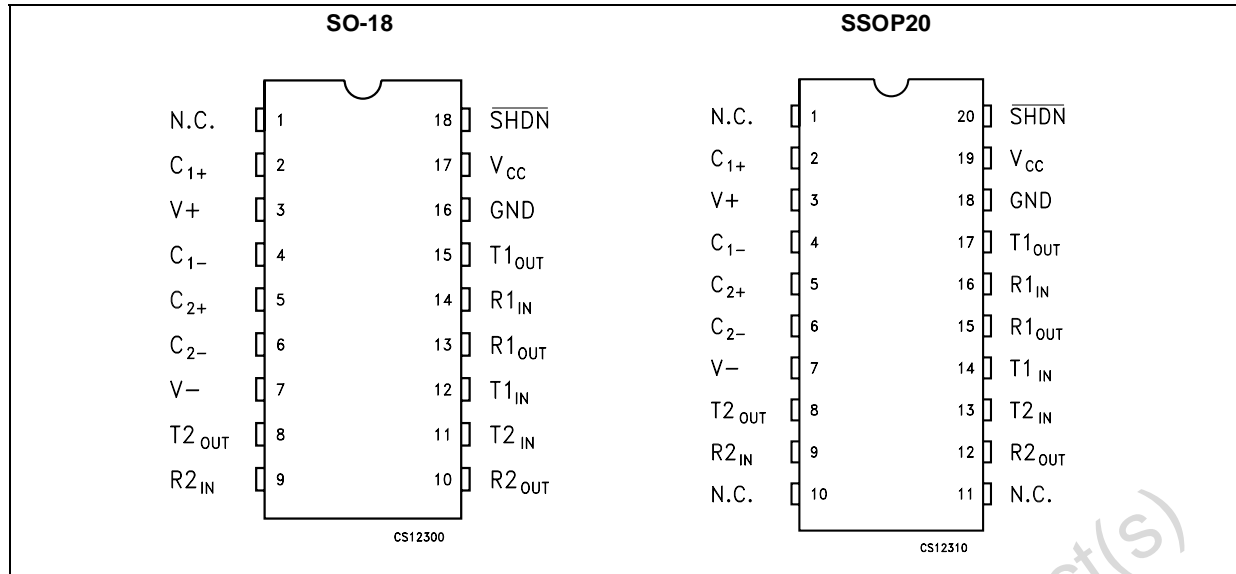 SO-18
SSOP20
N.C. 1 18 SHDN
C1+ 2 17 VCC
V+ 3 16 GND
C1− 4 15 T1OUT
C2+ 5 14 R1IN
C2− 6 13 R1OUT
V− 7 12 T1IN
T2OUT 8 11 T2IN
R2IN 9 10 R2OUT
CS12300
N.C. 1 20 SHDN
C1+ 2 19 VCC
V+ 3 18 GND
C1− 4 17 T1OUT
C2+ 5 16 R1IN
C2− 6 15 R1OUT
V− 7 14 T1IN
T2OUT 8 13 T2IN
R2IN 9 12 R2OUT
N.C. 10 11 N.C.
CS12310
ct(s)